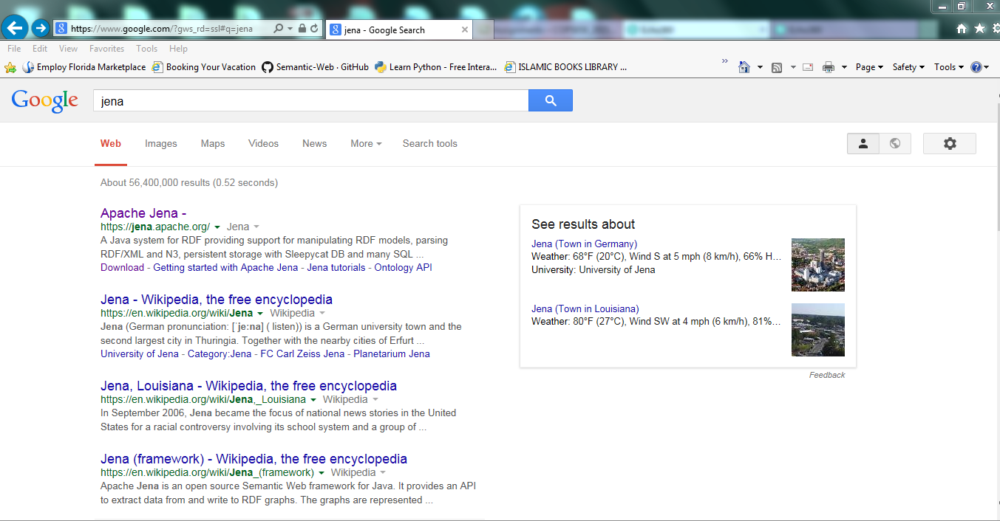 https://www.google.com/?gws_rd=ssl#q=jena
jena - Google Search
File Edit View Favorites Tools Help
Employ Florida Marketplace Booking Your Vacation Semantic-Web · GitHub Learn Python - Free Intera... ISLAMIC BOOKS LIBRARY ... » Page Safety Tools
Google jena
Web Images Maps Videos News More Search tools
About 56,400,000 results (0.52 seconds)
Apache Jena -
https://jena.apache.org/ Jena
A Java system for RDF providing support for manipulating RDF models, parsing
RDF/XML and N3, persistent storage with Sleepycat DB and many SQL ...
Download - Getting started with Apache Jena - Jena tutorials - Ontology API
Jena - Wikipedia, the free encyclopedia
https://en.wikipedia.org/wiki/Jena Wikipedia
Jena (German pronunciation: [ˈjeːna] ( listen)) is a German university town and the
second largest city in Thuringia. Together with the nearby cities of Erfurt ...
University of Jena - Category:Jena - FC Carl Zeiss Jena - Planetarium Jena
Jena, Louisiana - Wikipedia, the free encyclopedia
https://en.wikipedia.org/wiki/Jena,_Louisiana Wikipedia
In September 2006, Jena became the focus of national news stories in the United
States for a racial controversy involving its school system and a group of ...
Jena (framework) - Wikipedia, the free encyclopedia
https://en.wikipedia.org/wiki/Jena_(framework) Wikipedia
Apache Jena is an open source Semantic Web framework for Java. It provides an API
to extract data from and write to RDF graphs. The graphs are represented ...
See results about
Jena (Town in Germany)
Weather: 68°F (20°C), Wind S at 5 mph (8 km/h), 66% H...
University: University of Jena
Jena (Town in Louisiana)
Weather: 80°F (27°C), Wind SW at 4 mph (6 km/h), 81%...
Feedback